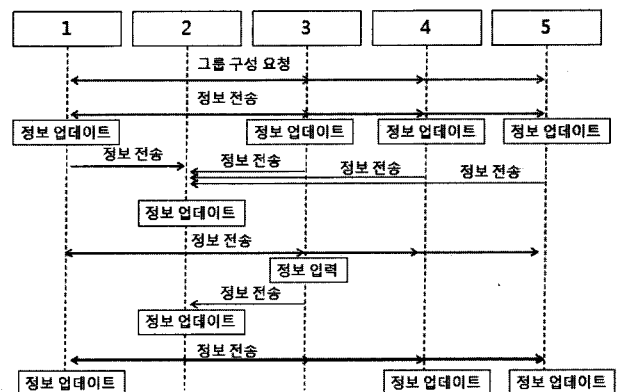 1 2 3 4 5
그룹 구성 요청
정보 전송
정보 업데이트 정보 업데이트 정보 업데이트 정보 업데이트
정보 전송 정보 전송 정보 전송 정보 전송
정보 업데이트
정보 전송
정보 입력
정보 전송
정보 업데이트
정보 전송
정보 업데이트 정보 업데이트 정보 업데이트